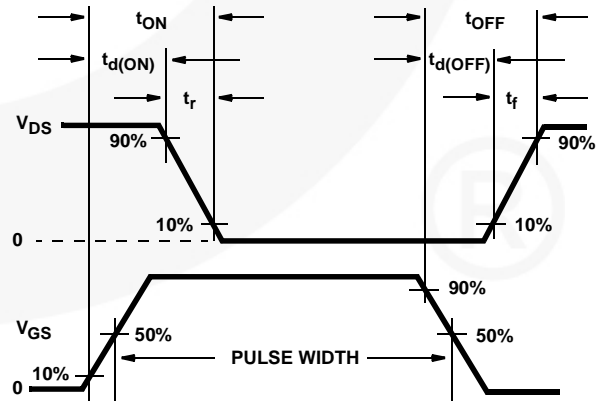 tON tOFF
td(ON) td(OFF)
tr tf
VDS
90% 90%
10% 10%
0
90%
VGS
50% 50%
PULSE WIDTH
10%
0
®